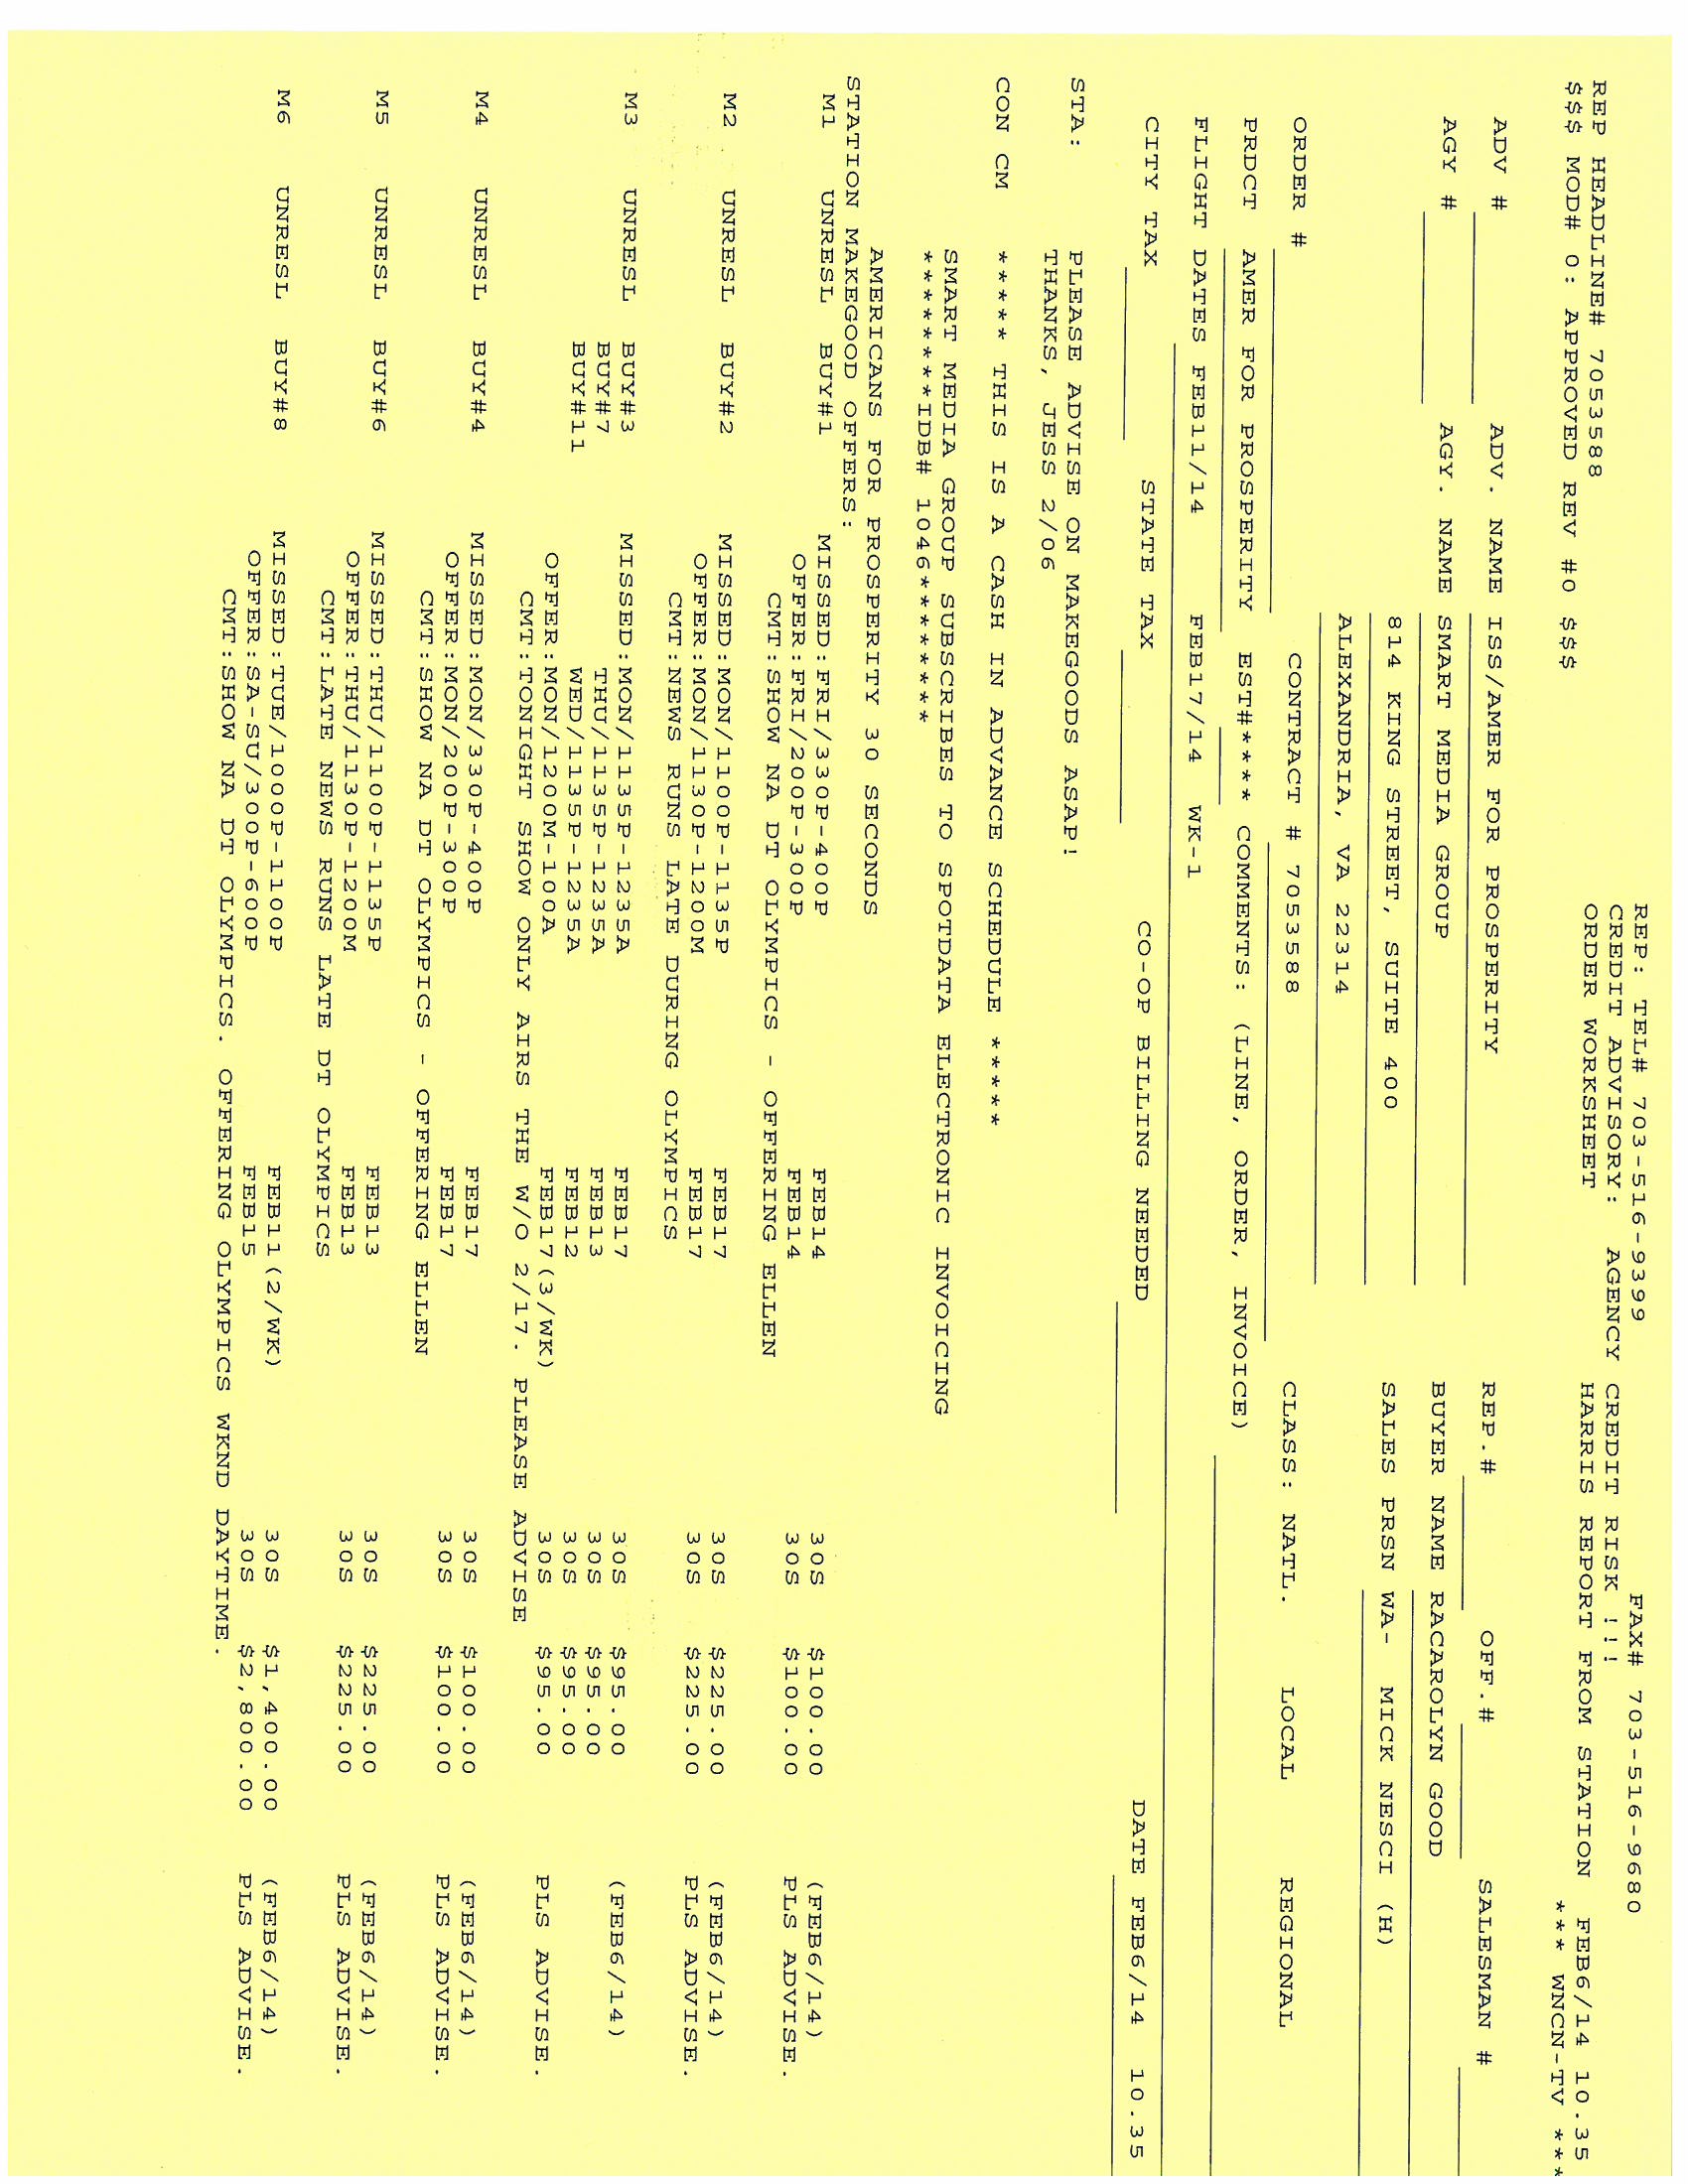 REP: TEL# 703-516-9399 FAX# 703-516-9680
CREDIT ADVISORY: AGENCY CREDIT RISK !!!
REP HEADLINE# 7053588 ORDER WORKSHEET HARRIS REPORT FROM STATION FEB6/14 10.35
$$$ MOD# 0: APPROVED REV #0 $$$ *** WNCN-TV ***
ADV # ADV. NAME ISS/AMER FOR PROSPERITY REP.# OFF.# SALESMAN #
AGY # AGY. NAME SMART MEDIA GROUP BUYER NAME RACAROLYN GOOD
814 KING STREET, SUITE 400 SALES PRSN WA- MICK NESCI (H)
ALEXANDRIA, VA 22314
ORDER # CONTRACT # 7053588 CLASS: NATL. LOCAL REGIONAL
PRDCT AMER FOR PROSPERITY EST#**** COMMENTS: (LINE, ORDER, INVOICE)
FLIGHT DATES FEB11/14 FEB17/14 WK-1
CITY TAX STATE TAX CO-OP BILLING NEEDED DATE FEB6/14 10.35
STA: PLEASE ADVISE ON MAKEGOODS ASAP!
THANKS, JESS 2/06
CON CM ***** THIS IS A CASH IN ADVANCE SCHEDULE *****
SMART MEDIA GROUP SUBSCRIBES TO SPOTDATA ELECTRONIC INVOICING
********IDB# 1046********
AMERICANS FOR PROSPERITY 30 SECONDS
STATION MAKEGOOD OFFERS:
M1 UNRESL BUY#1 MISSED:FRI/330P-400P FEB14 30S $100.00 (FEB6/14)
OFFER:FRI/200P-300P FEB14 30S $100.00 PLS ADVISE.
CMT:SHOW NA DT OLYMPICS - OFFERING ELLEN
M2 UNRESL BUY#2 MISSED:MON/1100P-1135P FEB17 30S $225.00 (FEB6/14)
OFFER:MON/1130P-1200M FEB17 30S $225.00 PLS ADVISE.
CMT:NEWS RUNS LATE DURING OLYMPICS
M3 UNRESL BUY#3 MISSED:MON/1135P-1235A FEB17 30S $95.00 (FEB6/14)
BUY#7 THU/1135P-1235A FEB13 30S $95.00
BUY#11 WED/1135P-1235A FEB12 30S $95.00
OFFER:MON/1200M-100A FEB17(3/WK) 30S $95.00 PLS ADVISE.
CMT:TONIGHT SHOW ONLY AIRS THE W/O 2/17. PLEASE ADVISE
M4 UNRESL BUY#4 MISSED:MON/330P-400P FEB17 30S $100.00 (FEB6/14)
OFFER:MON/200P-300P FEB17 30S $100.00 PLS ADVISE.
CMT:SHOW NA DT OLYMPICS - OFFERING ELLEN
M5 UNRESL BUY#6 MISSED:THU/1100P-1135P FEB13 30S $225.00 (FEB6/14)
OFFER:THU/1130P-1200M FEB13 30S $225.00 PLS ADVISE.
CMT:LATE NEWS RUNS LATE DT OLYMPICS
M6 UNRESL BUY#8 MISSED:TUE/1000P-1100P FEB11(2/WK) 30S $1,400.00 (FEB6/14)
OFFER:SA-SU/300P-600P FEB15 30S $2,800.00 PLS ADVISE.
CMT:SHOW NA DT OLYMPICS. OFFERING OLYMPICS WKND DAYTIME.